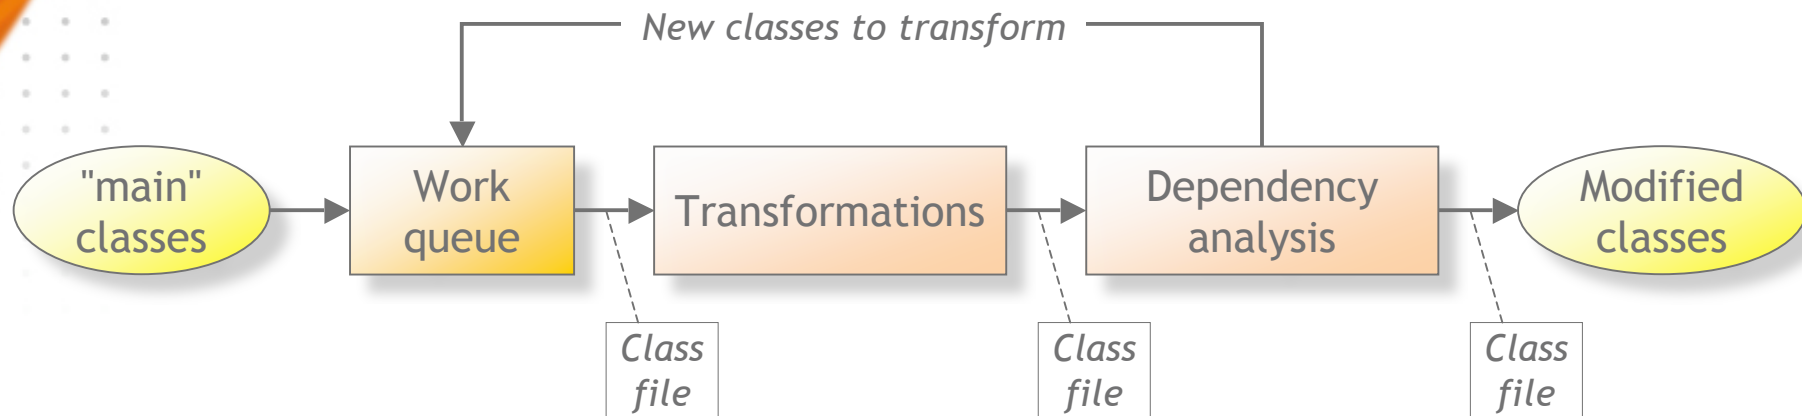 New classes to transform
"main"
classes
Work
queue
Transformations
Dependency
analysis
Modified
classes
Class
file
Class
file
Class
file